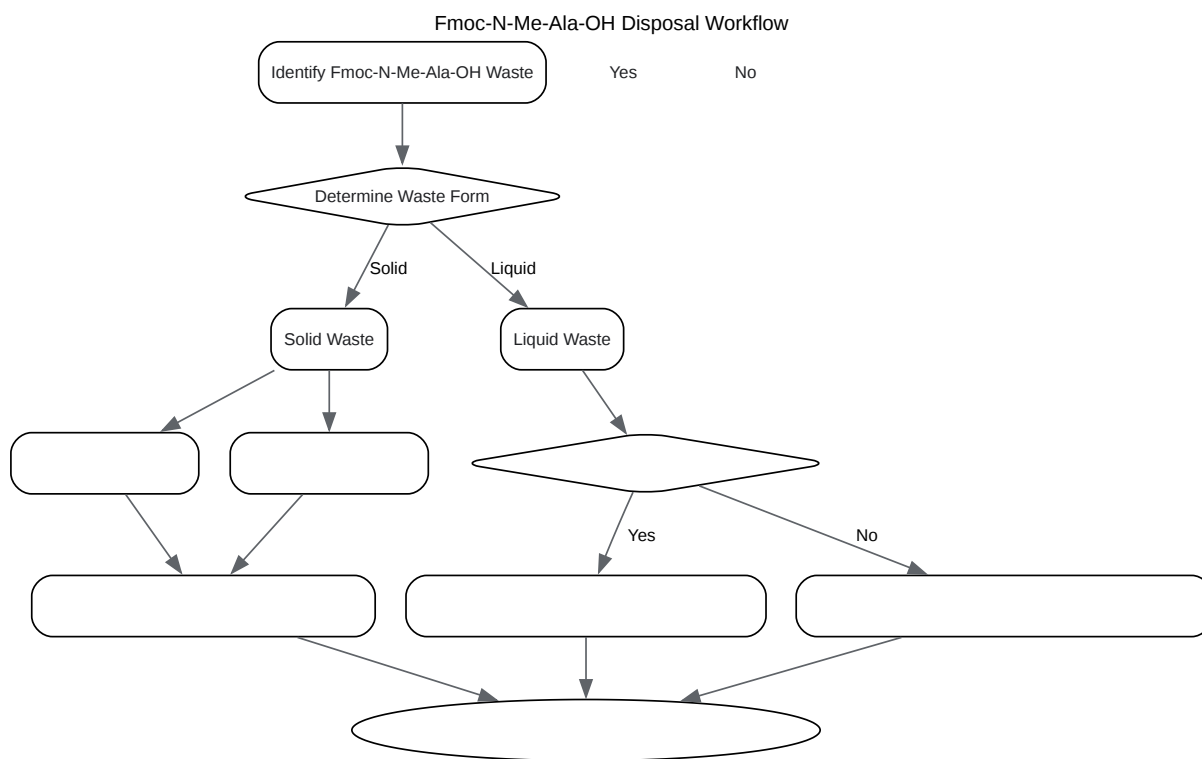 Fmoc-N-Me-Ala-OH Disposal Workflow
Identify Fmoc-N-Me-Ala-OH Waste
Yes
No
Determine Waste Form
Solid
Liquid
Solid Waste
Liquid Waste
Yes
No